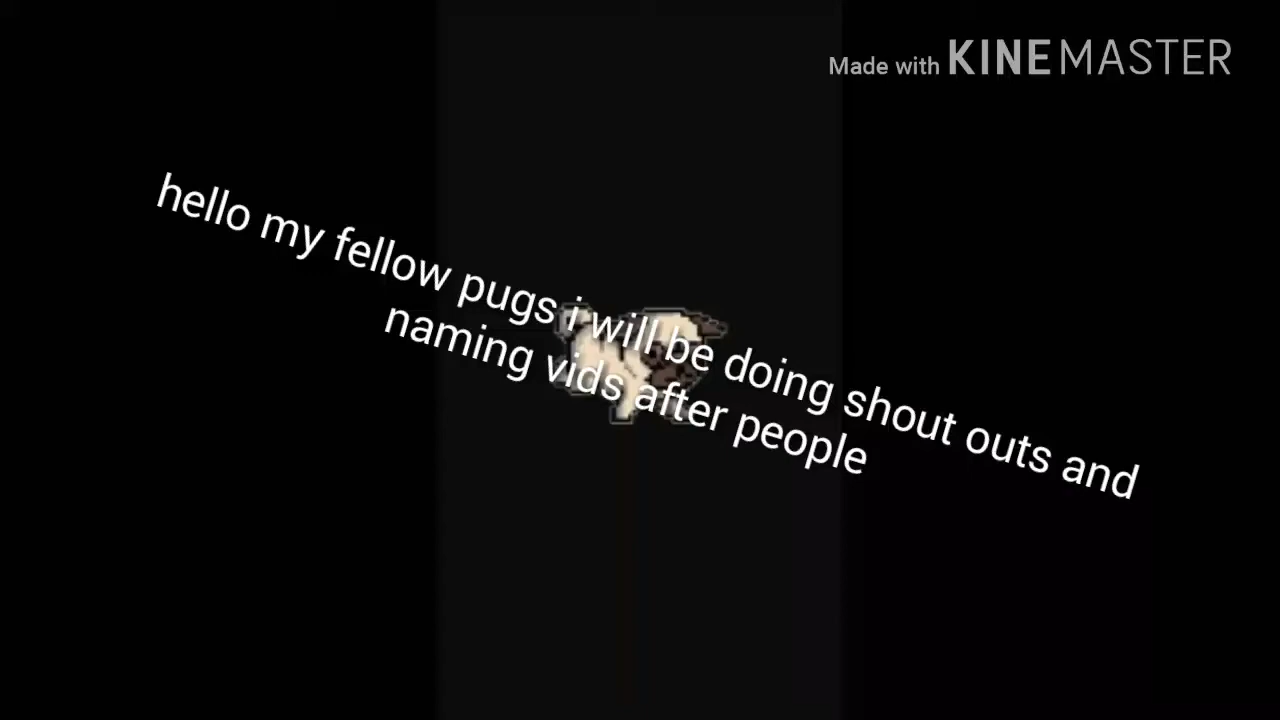 Made with KINEMASTER
hello my fellow pugs i will be doing shout outs and
naming vids after people